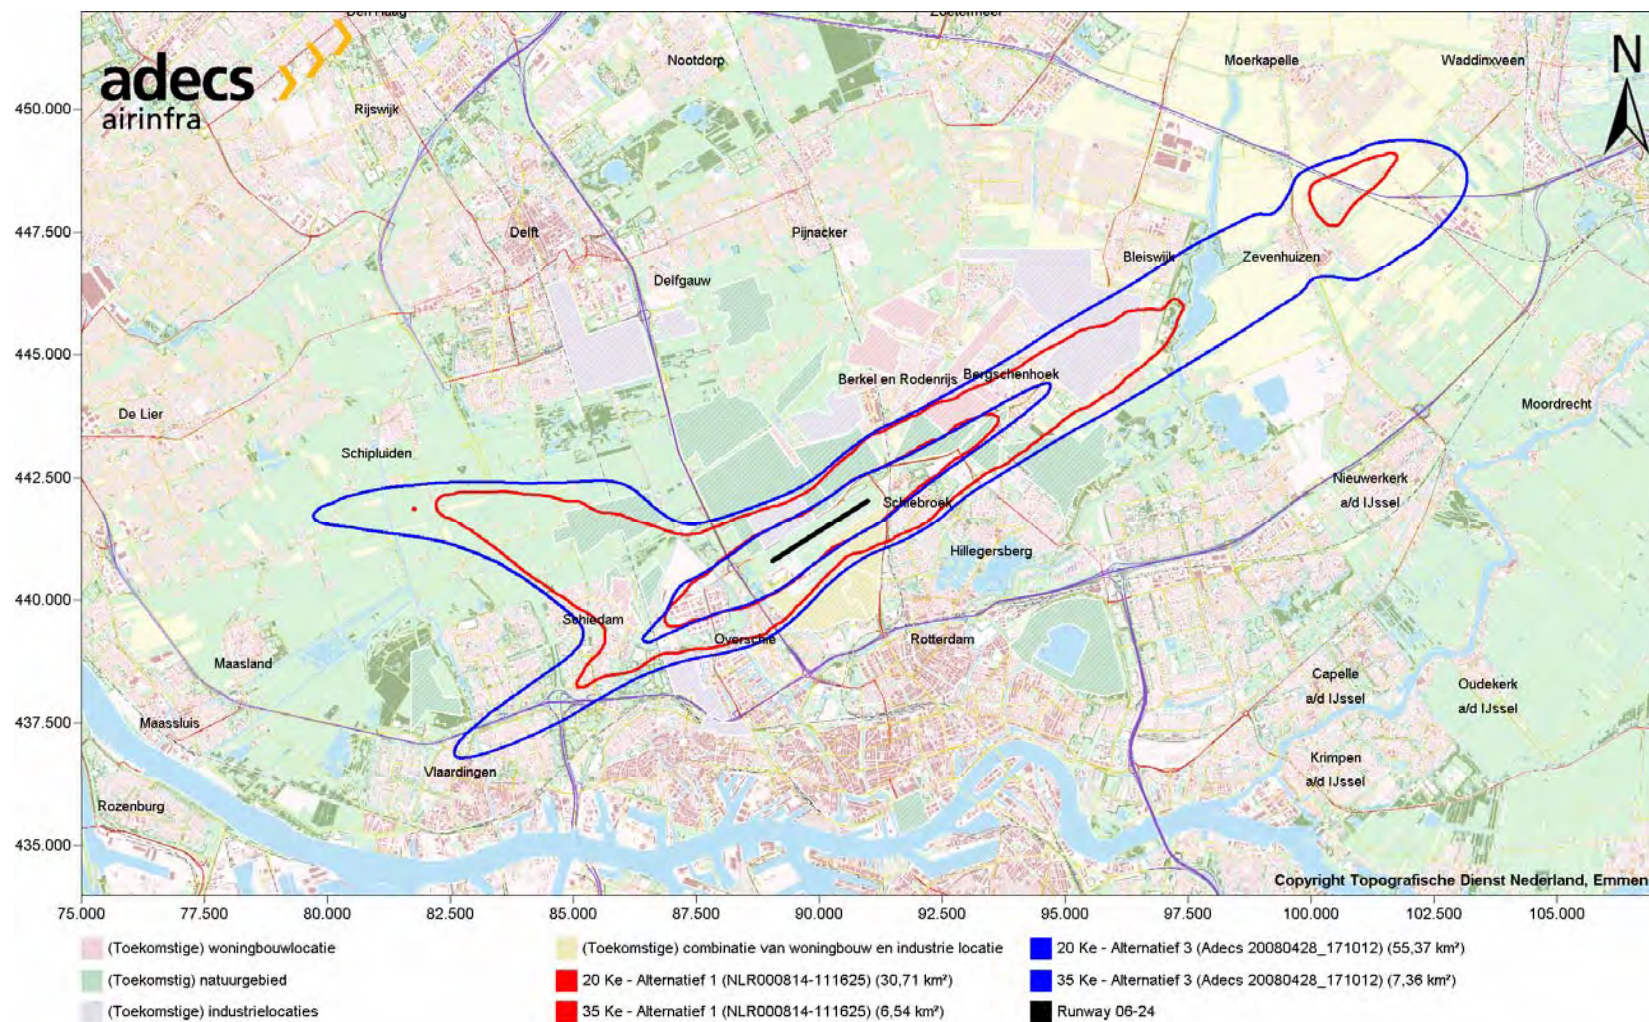 Den Haag
Zoetermeer
Nootdorp
Moerkapelle
Waddinxveen
N
adecs
airinfra
Rijswijk
450.000
447.500
Delft
Pijnacker
Bleiswijk
Zevenhuizen
Delfgauw
445.000
Berkel en Rodenrijs
Bergschenhoek
De Lier
Moordrecht
Schipluiden
442.500
Nieuwerkerk
a/d IJssel
Schiebroek
Hillegersberg
440.000
Schiedam
Overschie
Rotterdam
Maasland
Capelle
a/d IJssel
Oudekerk
a/d IJssel
437.500
Maassluis
Vlaardingen
Krimpen
a/d IJssel
Rozenburg
435.000
Copyright Topografische Dienst Nederland, Emmen
75.000 77.500 80.000 82.500 85.000 87.500 90.000 92.500 95.000 97.500 100.000 102.500 105.000
(Toekomstige) woningbouwlocatie
(Toekomstig) natuurgebied
(Toekomstige) industrielocaties
(Toekomstige) combinatie van woningbouw en industrie locatie
20 Ke - Alternatief 1 (NLR000814-111625) (30,71 km²)
35 Ke - Alternatief 1 (NLR000814-111625) (6,54 km²)
20 Ke - Alternatief 3 (Adecs 20080428_171012) (55,37 km²)
35 Ke - Alternatief 3 (Adecs 20080428_171012) (7,36 km²)
Runway 06-24